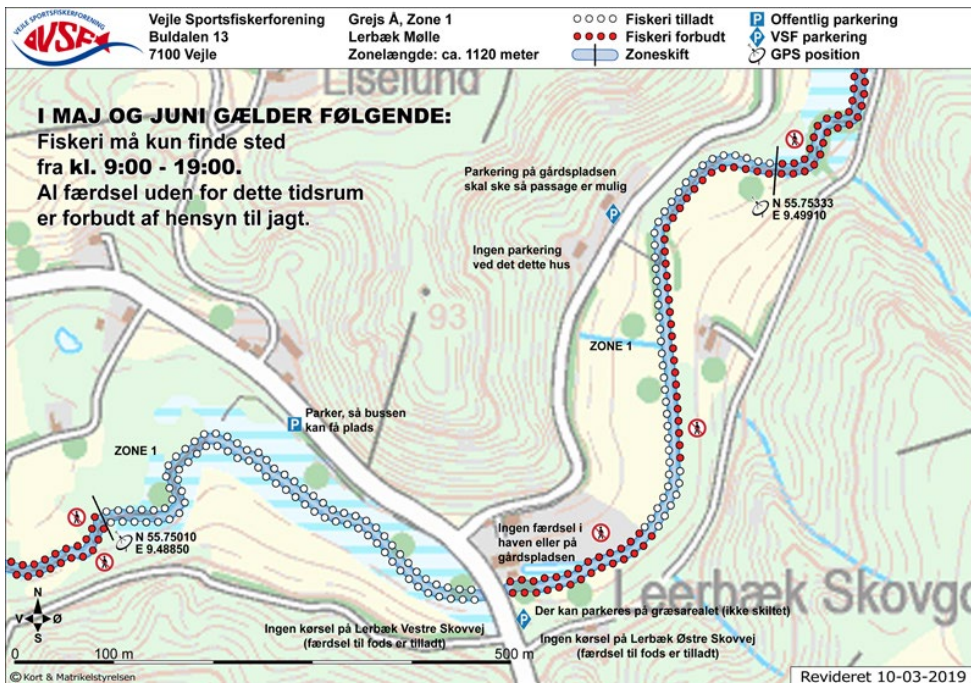 VEJLE SPORTSFISKERFORENING
VSF
Vejle Sportsfiskerforening
Buldalen 13
7100 Vejle
Grejs Å, Zone 1
Lerbæk Mølle
Zonelængde: ca. 1120 meter
Fiskeri tilladt
Fiskeri forbudt
Zoneskift
P Offentlig parkering
P VSF parkering
GPS position
Liselund
I MAJ OG JUNI GÆLDER FØLGENDE:
Fiskeri må kun finde sted
fra kl. 9:00 - 19:00.
Al færdsel uden for dette tidsrum
er forbudt af hensyn til jagt.
Parkering på gårdspladsen
skal ske så passage er mulig
P
N 55.75333
E 9.49910
Ingen parkering
ved det dette hus
93
ZONE 1
P
Parker, så bussen
kan få plads
ZONE 1
N 55.75010
E 9.48850
Ingen færdsel i
haven eller på
gårdspladsen
Leerbæk Skovgå
P
Der kan parkeres på græsarealet (ikke skiltet)
Ingen kørsel på Lerbæk Vestre Skovvej
(færdsel til fods er tilladt)
Ingen kørsel på Lerbæk Østre Skovvej
(færdsel til fods er tilladt)
N
V Ø
S
0 100 m 500 m
© Kort & Matrikelstyrelsen
Revideret 10-03-2019